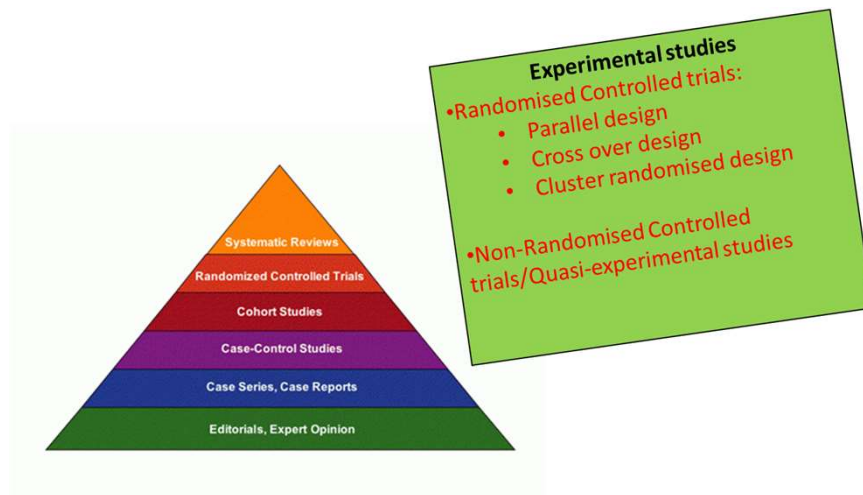 Experimental studies
•Randomised Controlled trials:
• Parallel design
• Cross over design
• Cluster randomised design
•Non-Randomised Controlled
trials/Quasi-experimental studies
Systematic Reviews
Randomized Controlled Trials
Cohort Studies
Case-Control Studies
Case Series, Case Reports
Editorials, Expert Opinion